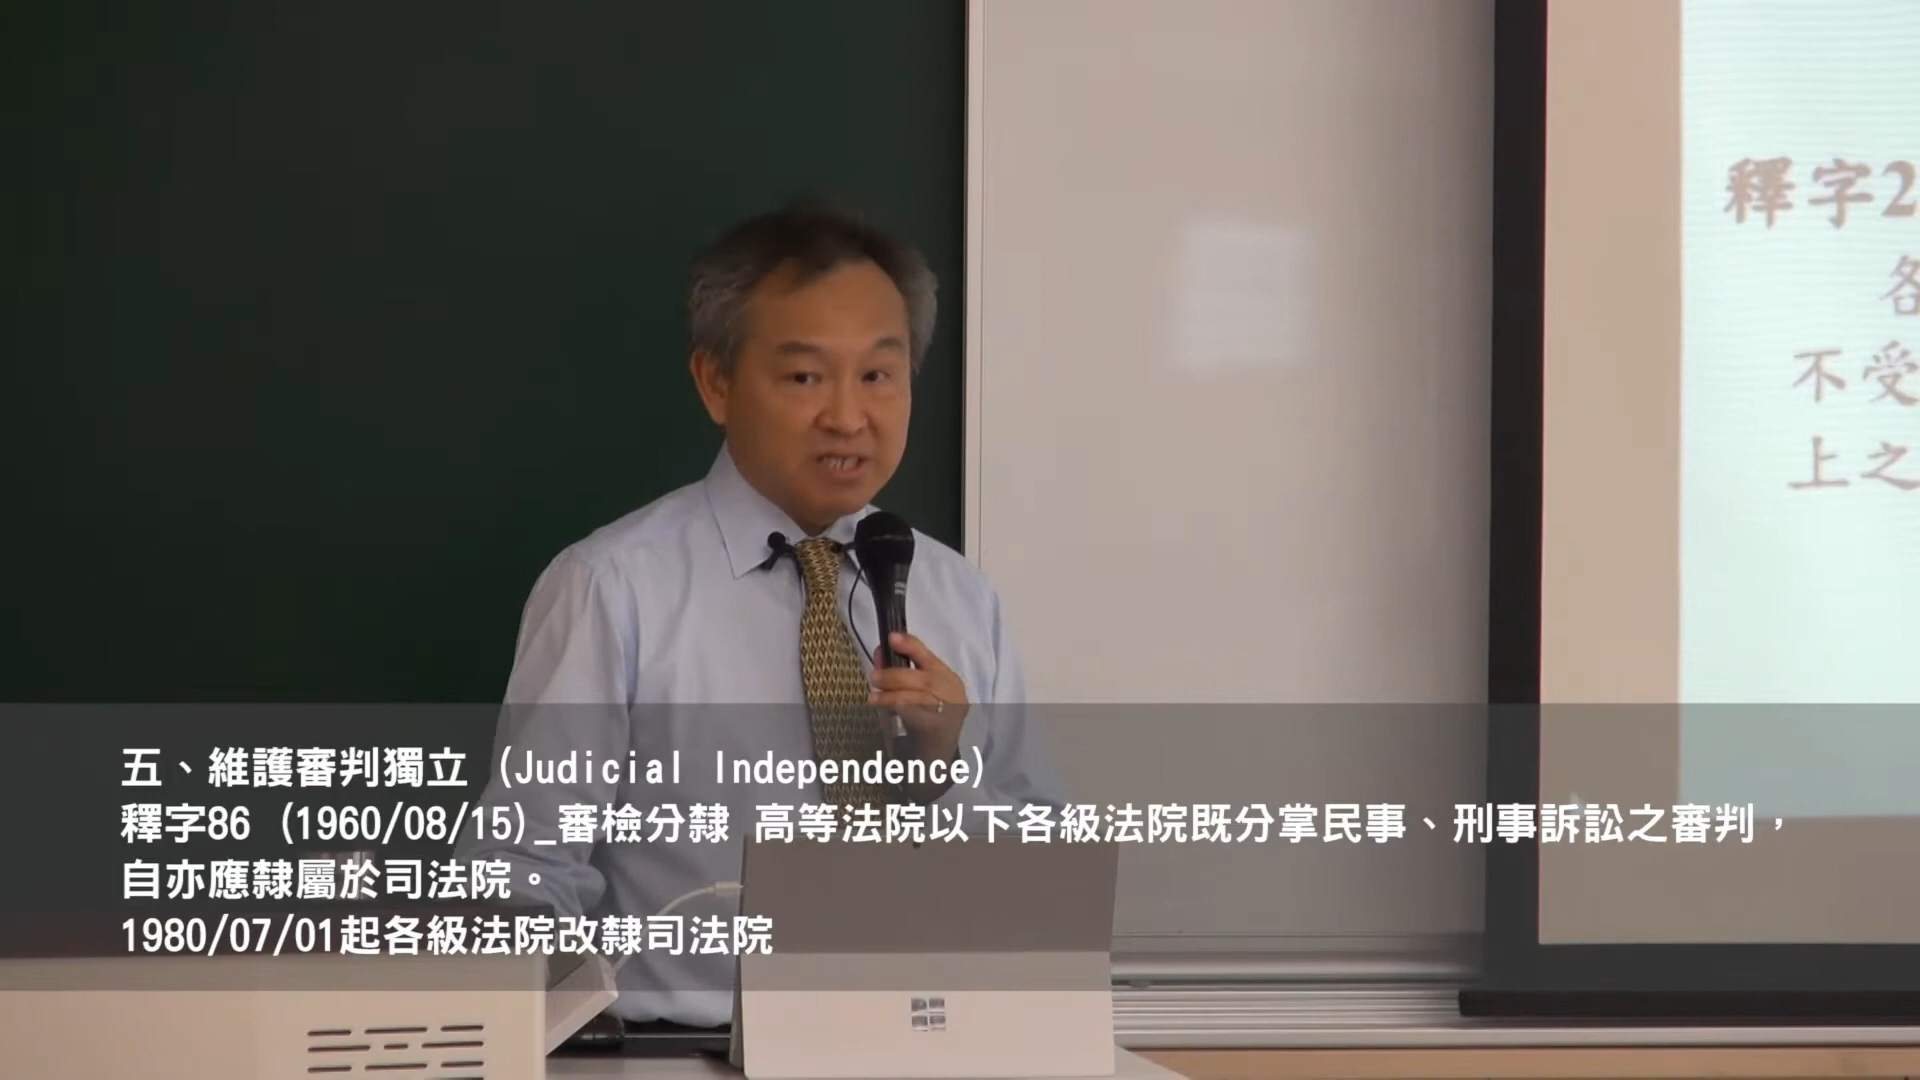 釋字2
各
不受
上之
五、維護審判獨立 (Judicial Independence)
釋字86 (1960/08/15)_審檢分隸 高等法院以下各級法院既分掌民事、刑事訴訟之審判，
自亦應隸屬於司法院。
1980/07/01起各級法院改隸司法院